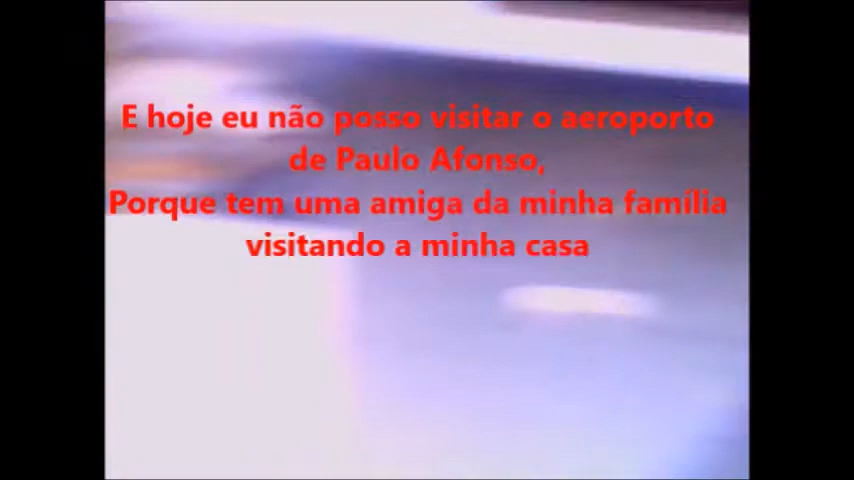 E hoje eu não posso visitar o aeroporto
de Paulo Afonso,
Porque tem uma amiga da minha família
visitando a minha casa